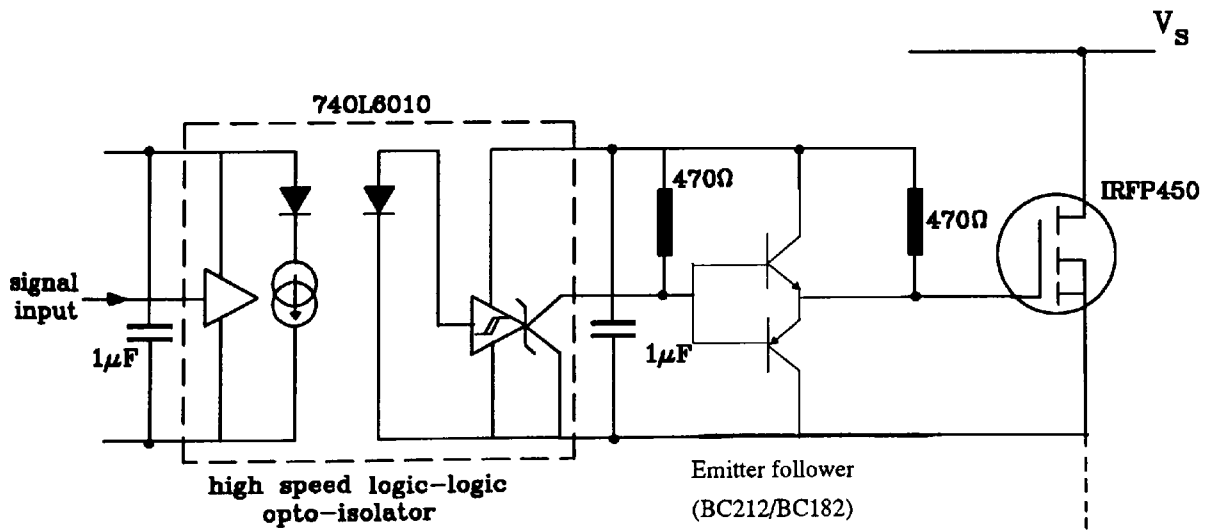 V_S
740L6010
470Ω
IRFP450
470Ω
signal
input
1μF
1μF
high speed logic-logic
opto-isolator
Emitter follower
(BC212/BC182)